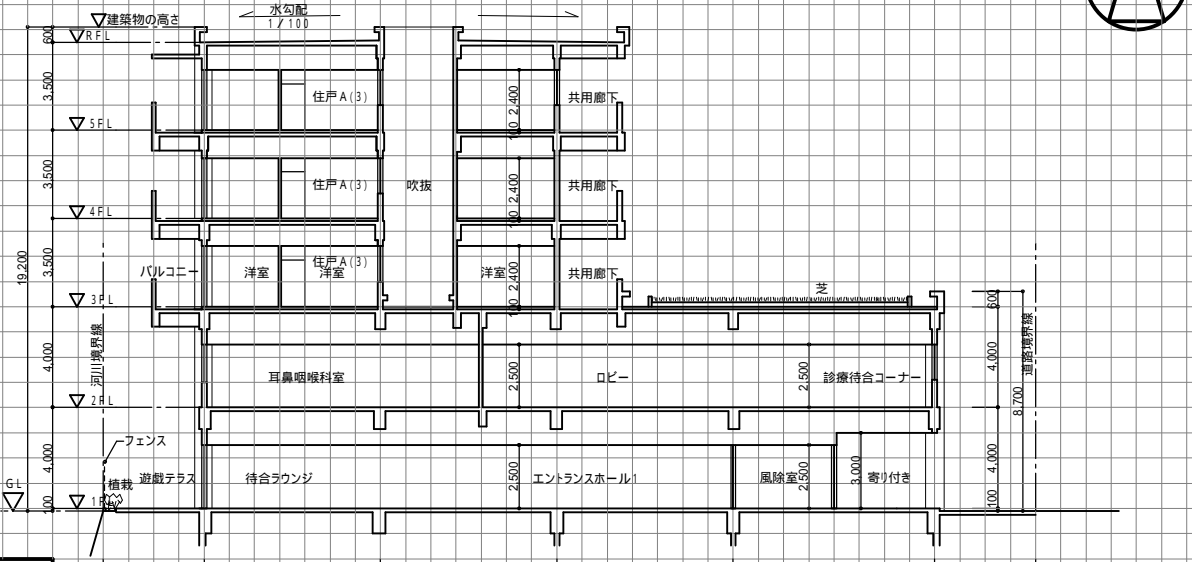 水勾配
1/100
建築物の高さ
RFL
600
3,500
住戸A(3)
2,400
共用廊下
5FL
100
3,500
住戸A(3)
吹抜
2,400
共用廊下
4FL
100
19,200
3,500
住戸A(3)
バルコニー
洋室
洋室
洋室
2,400
共用廊下
芝
3FL
100
600
河川境界線
道路境界線
4,000
耳鼻咽喉科室
2,500
ロビー
2,500
診療待合コーナー
4,000
8,700
2FL
フェンス
4,000
植栽
遊戯テラス
待合ラウンジ
2,500
エントランスホール1
風除室
2,500
3,000
寄り付き
4,000
GL
100
100